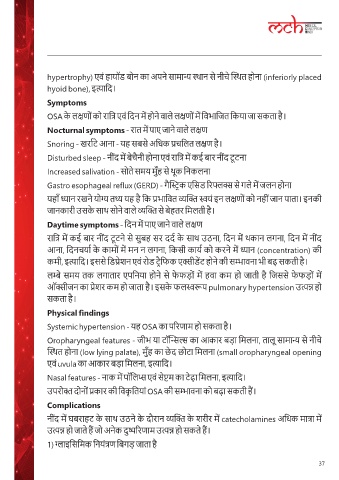 mch
hypertrophy) एवं हायॉड बोन का अपने सामान्य स्थान से नीचे स्थित होना (inferiorly placed
hyoid bone), इत्यादि।
Symptoms
OSA के लक्षणों को रात्रि एवं दिन में होने वाले लक्षणों में विभाजित किया जा सकता है।
Nocturnal symptoms - रात में पाए जाने वाले लक्षण
Snoring - खर्राटे आना - यह सबसे अधिक प्रचलित लक्षण है।
Disturbed sleep - नींद में बेचैनी होना एवं रात्रि में कई बार नींद टूटना
Increased salivation - सोते समय मुँह से थूक निकलना
Gastro esophageal reflux (GERD) - गैस्ट्रिक एसिड रिफ्लक्स से गले में जलन होना
यहाँ ध्यान रखने योग्य तथ्य यह है कि प्रभावित व्यक्ति स्वयं इन लक्षणों को नहीं जान पाता। इनकी
जानकारी उसके साथ सोने वाले व्यक्ति से बेहतर मिलती है।
Daytime symptoms - दिन में पाए जाने वाले लक्षण
रात्रि में कई बार नींद टूटने से सुबह सर दर्द के साथ उठना, दिन में थकान लगना, दिन में नींद
आना, दिनचर्या के कामों में मन न लगना, किसी कार्य को करने में ध्यान (concentration) की
कमी, इत्यादि। इससे डिप्रेशन एवं रोड ट्रैफिक एक्सीडेंट होने की सम्भावना भी बढ़ सकती है।
लम्बे समय तक लगातार एपनिया होने से फेफड़ों में हवा कम हो जाती है जिससे फेफड़ों में
ऑक्सीजन का प्रेशर कम हो जाता है। इसके फलस्वरूप pulmonary hypertension उत्पन्न हो
सकता है।
Physical findings
Systemic hypertension - यह OSA का परिणाम हो सकता है।
Oropharyngeal features - जीभ या टॉन्सिल्स का आकार बड़ा मिलना, तालू सामान्य से नीचे
स्थित होना (low lying palate), मुँह का छेद छोटा मिलना (small oropharyngeal opening
एवं uvula का आकार बड़ा मिलना, इत्यादि।
Nasal features - नाक में पॉलिप्स एवं सेप्टम का टेढ़ा मिलना, इत्यादि।
उपरोक्त दोनों प्रकार की विकृतियां OSA की सम्भावना को बढ़ा सकती हैं।
Complications
नींद में घबराहट के साथ उठने के दौरान व्यक्ति के शरीर में catecholamines अधिक मात्रा में
उत्पन्न हो जाते हैं जो अनेक दुष्परिणाम उत्पन्न हो सकते हैं।
1) ग्लाइसिमिक नियंत्रण बिगड़ जाता है
37